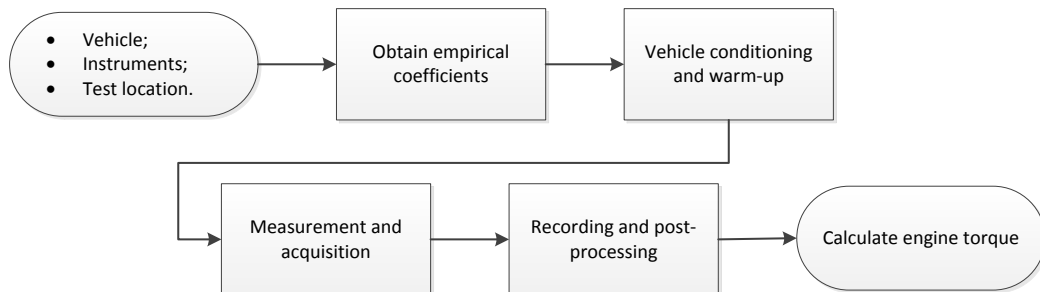 • Vehicle;
• Instruments;
• Test location.
Obtain empirical
coefficients
Vehicle conditioning
and warm-up
Measurement and
acquisition
Recording and post-
processing
Calculate engine torque